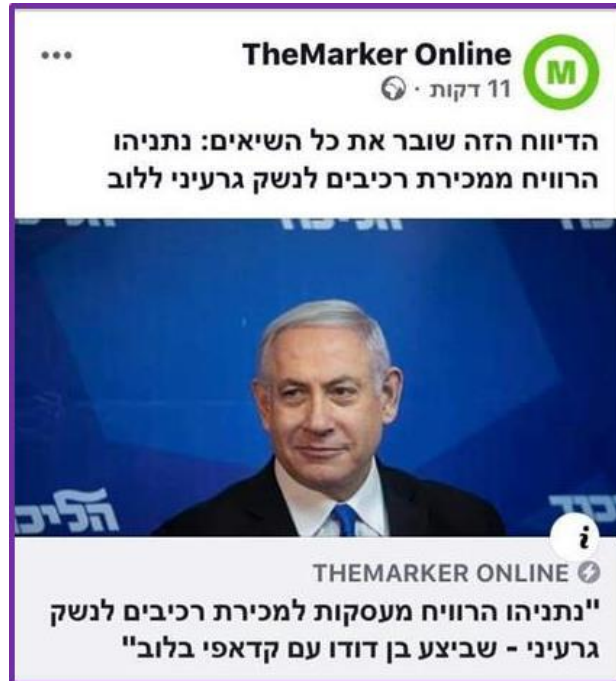 TheMarker Online
11 דקות ·
הדיווח הזה שובר את כל השיאים: נתניהו
הרוויח ממכירת רכיבים לנשק גרעיני ללוב
הליכוד
THEMARKER ONLINE
"נתניהו הרוויח מעסקות למכירת רכיבים לנשק
גרעיני - שביצע בן דודו עם קדאפי בלוב"